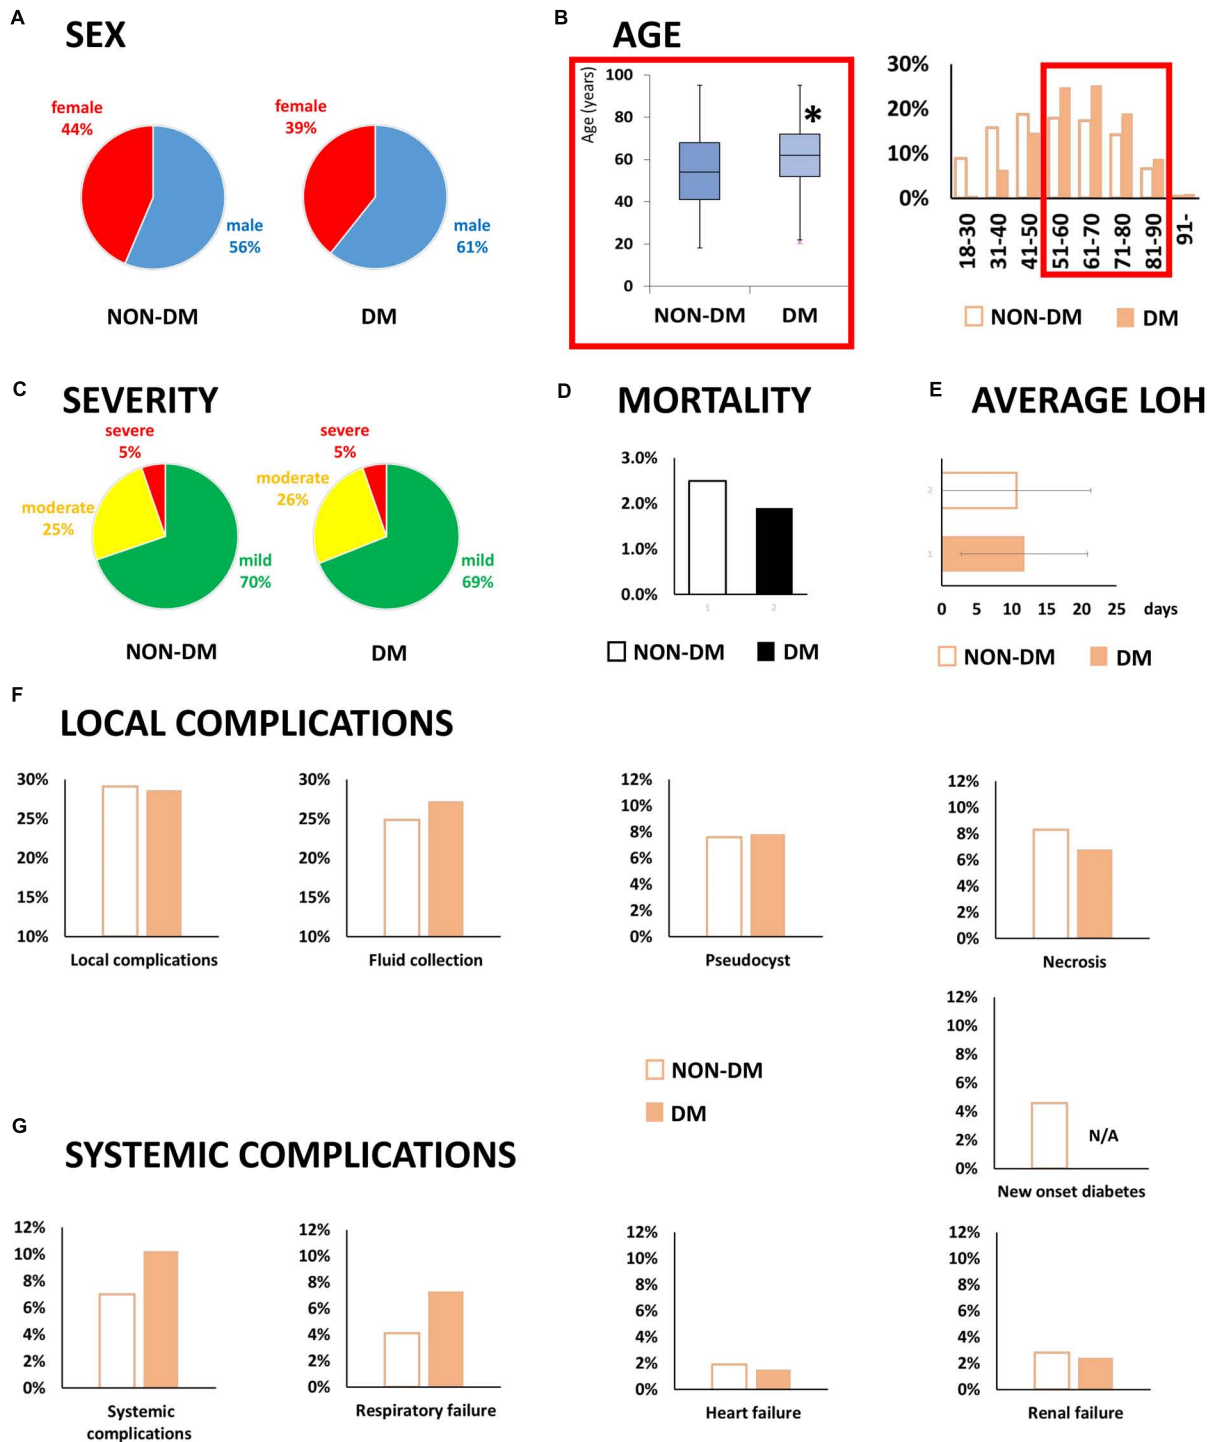 A
SEX
female
44%
male
56%
NON-DM
female
39%
male
61%
DM
B
AGE
Age (years)
100
80
60
40
20
0
*
NON-DM
DM
30%
20%
10%
0%
18-30
31-40
41-50
51-60
61-70
71-80
81-90
91-
NON-DM
DM
C
SEVERITY
severe
5%
moderate
25%
mild
70%
NON-DM
severe
5%
moderate
26%
mild
69%
DM
D
MORTALITY
3.0%
2.0%
1.0%
0.0%
1
2
NON-DM
DM
E
AVERAGE LOH
2
1
0 5 10 15 20 25 days
NON-DM
DM
F
LOCAL COMPLICATIONS
30%
25%
20%
15%
10%
Local complications
30%
25%
20%
15%
10%
Fluid collection
12%
10%
8%
6%
4%
2%
0%
Pseudocyst
12%
10%
8%
6%
4%
2%
0%
Necrosis
NON-DM
DM
12%
10%
8%
6%
4%
2%
0%
N/A
New onset diabetes
G
SYSTEMIC COMPLICATIONS
12%
10%
8%
6%
4%
2%
0%
Systemic
complications
12%
10%
8%
6%
4%
2%
0%
Respiratory failure
12%
10%
8%
6%
4%
2%
0%
Heart failure
12%
10%
8%
6%
4%
2%
0%
Renal failure